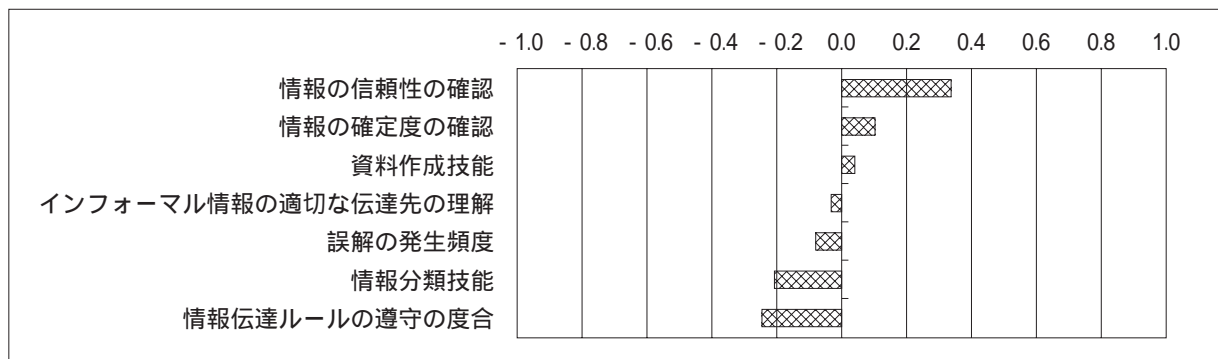 - 1.0 - 0.8 - 0.6 - 0.4 - 0.2 0.0 0.2 0.4 0.6 0.8 1.0
情報の信頼性の確認
情報の確定度の確認
資料作成技能
インフォーマル情報の適切な伝達先の理解
誤解の発生頻度
情報分類技能
情報伝達ルールの遵守の度合